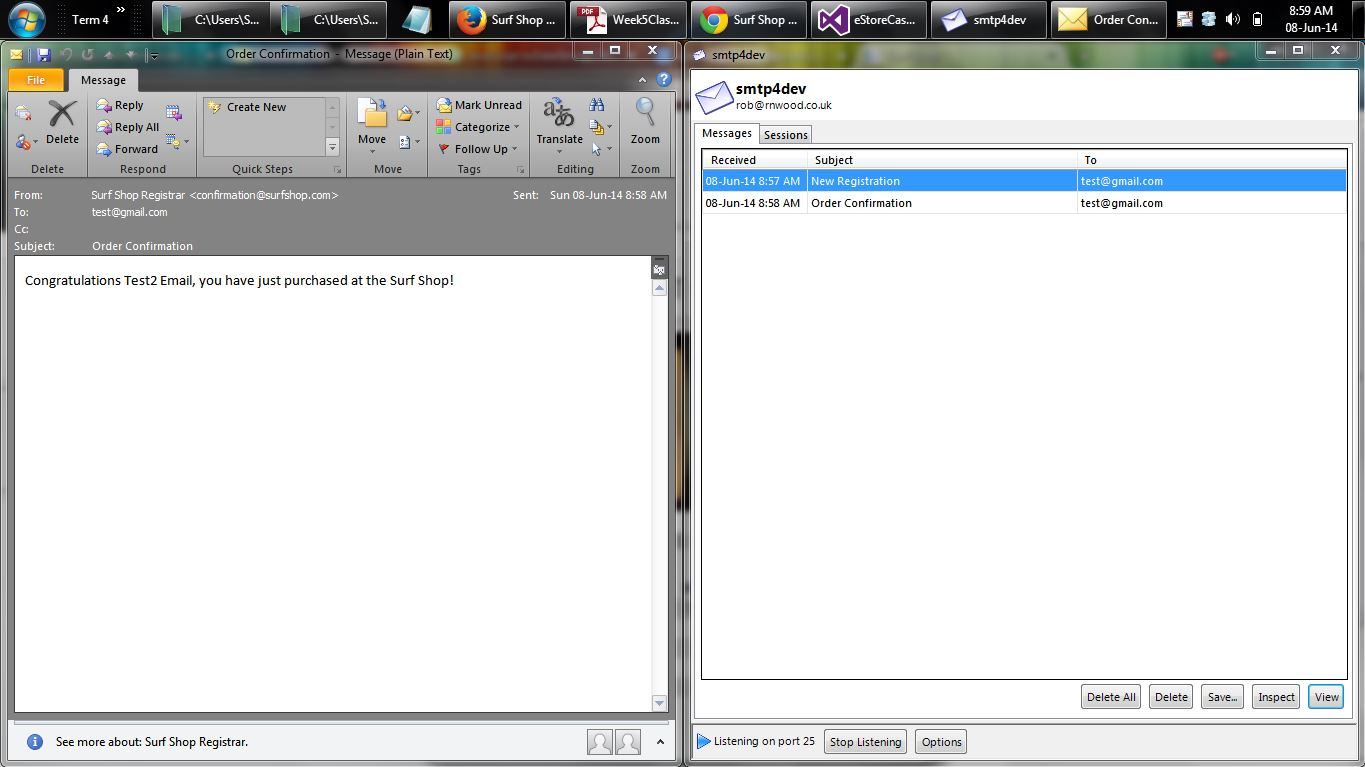 Term 4 »
C:\Users\S...
C:\Users\S...
Surf Shop ...
Week5Clas...
Surf Shop ...
eStoreCas...
smtp4dev
Order Con...
8:59 AM
08-Jun-14
Order Confirmation - Message (Plain Text)
File
Message
Delete
Reply
Reply All
Forward
Create New
Move
Mark Unread
Categorize
Follow Up
Translate
Zoom
Delete
Respond
Quick Steps
Move
Tags
Editing
Zoom
From: Surf Shop Registrar <confirmation@surfshop.com>
Sent: Sun 08-Jun-14 8:58 AM
To: test@gmail.com
Cc:
Subject: Order Confirmation
Congratulations Test2 Email, you have just purchased at the Surf Shop!
See more about: Surf Shop Registrar.
smtp4dev
smtp4dev
rob@rnwood.co.uk
Messages
Sessions
Received Subject To
08-Jun-14 8:57 AM New Registration test@gmail.com
08-Jun-14 8:58 AM Order Confirmation test@gmail.com
Delete All
Delete
Save...
Inspect
View
Listening on port 25
Stop Listening
Options